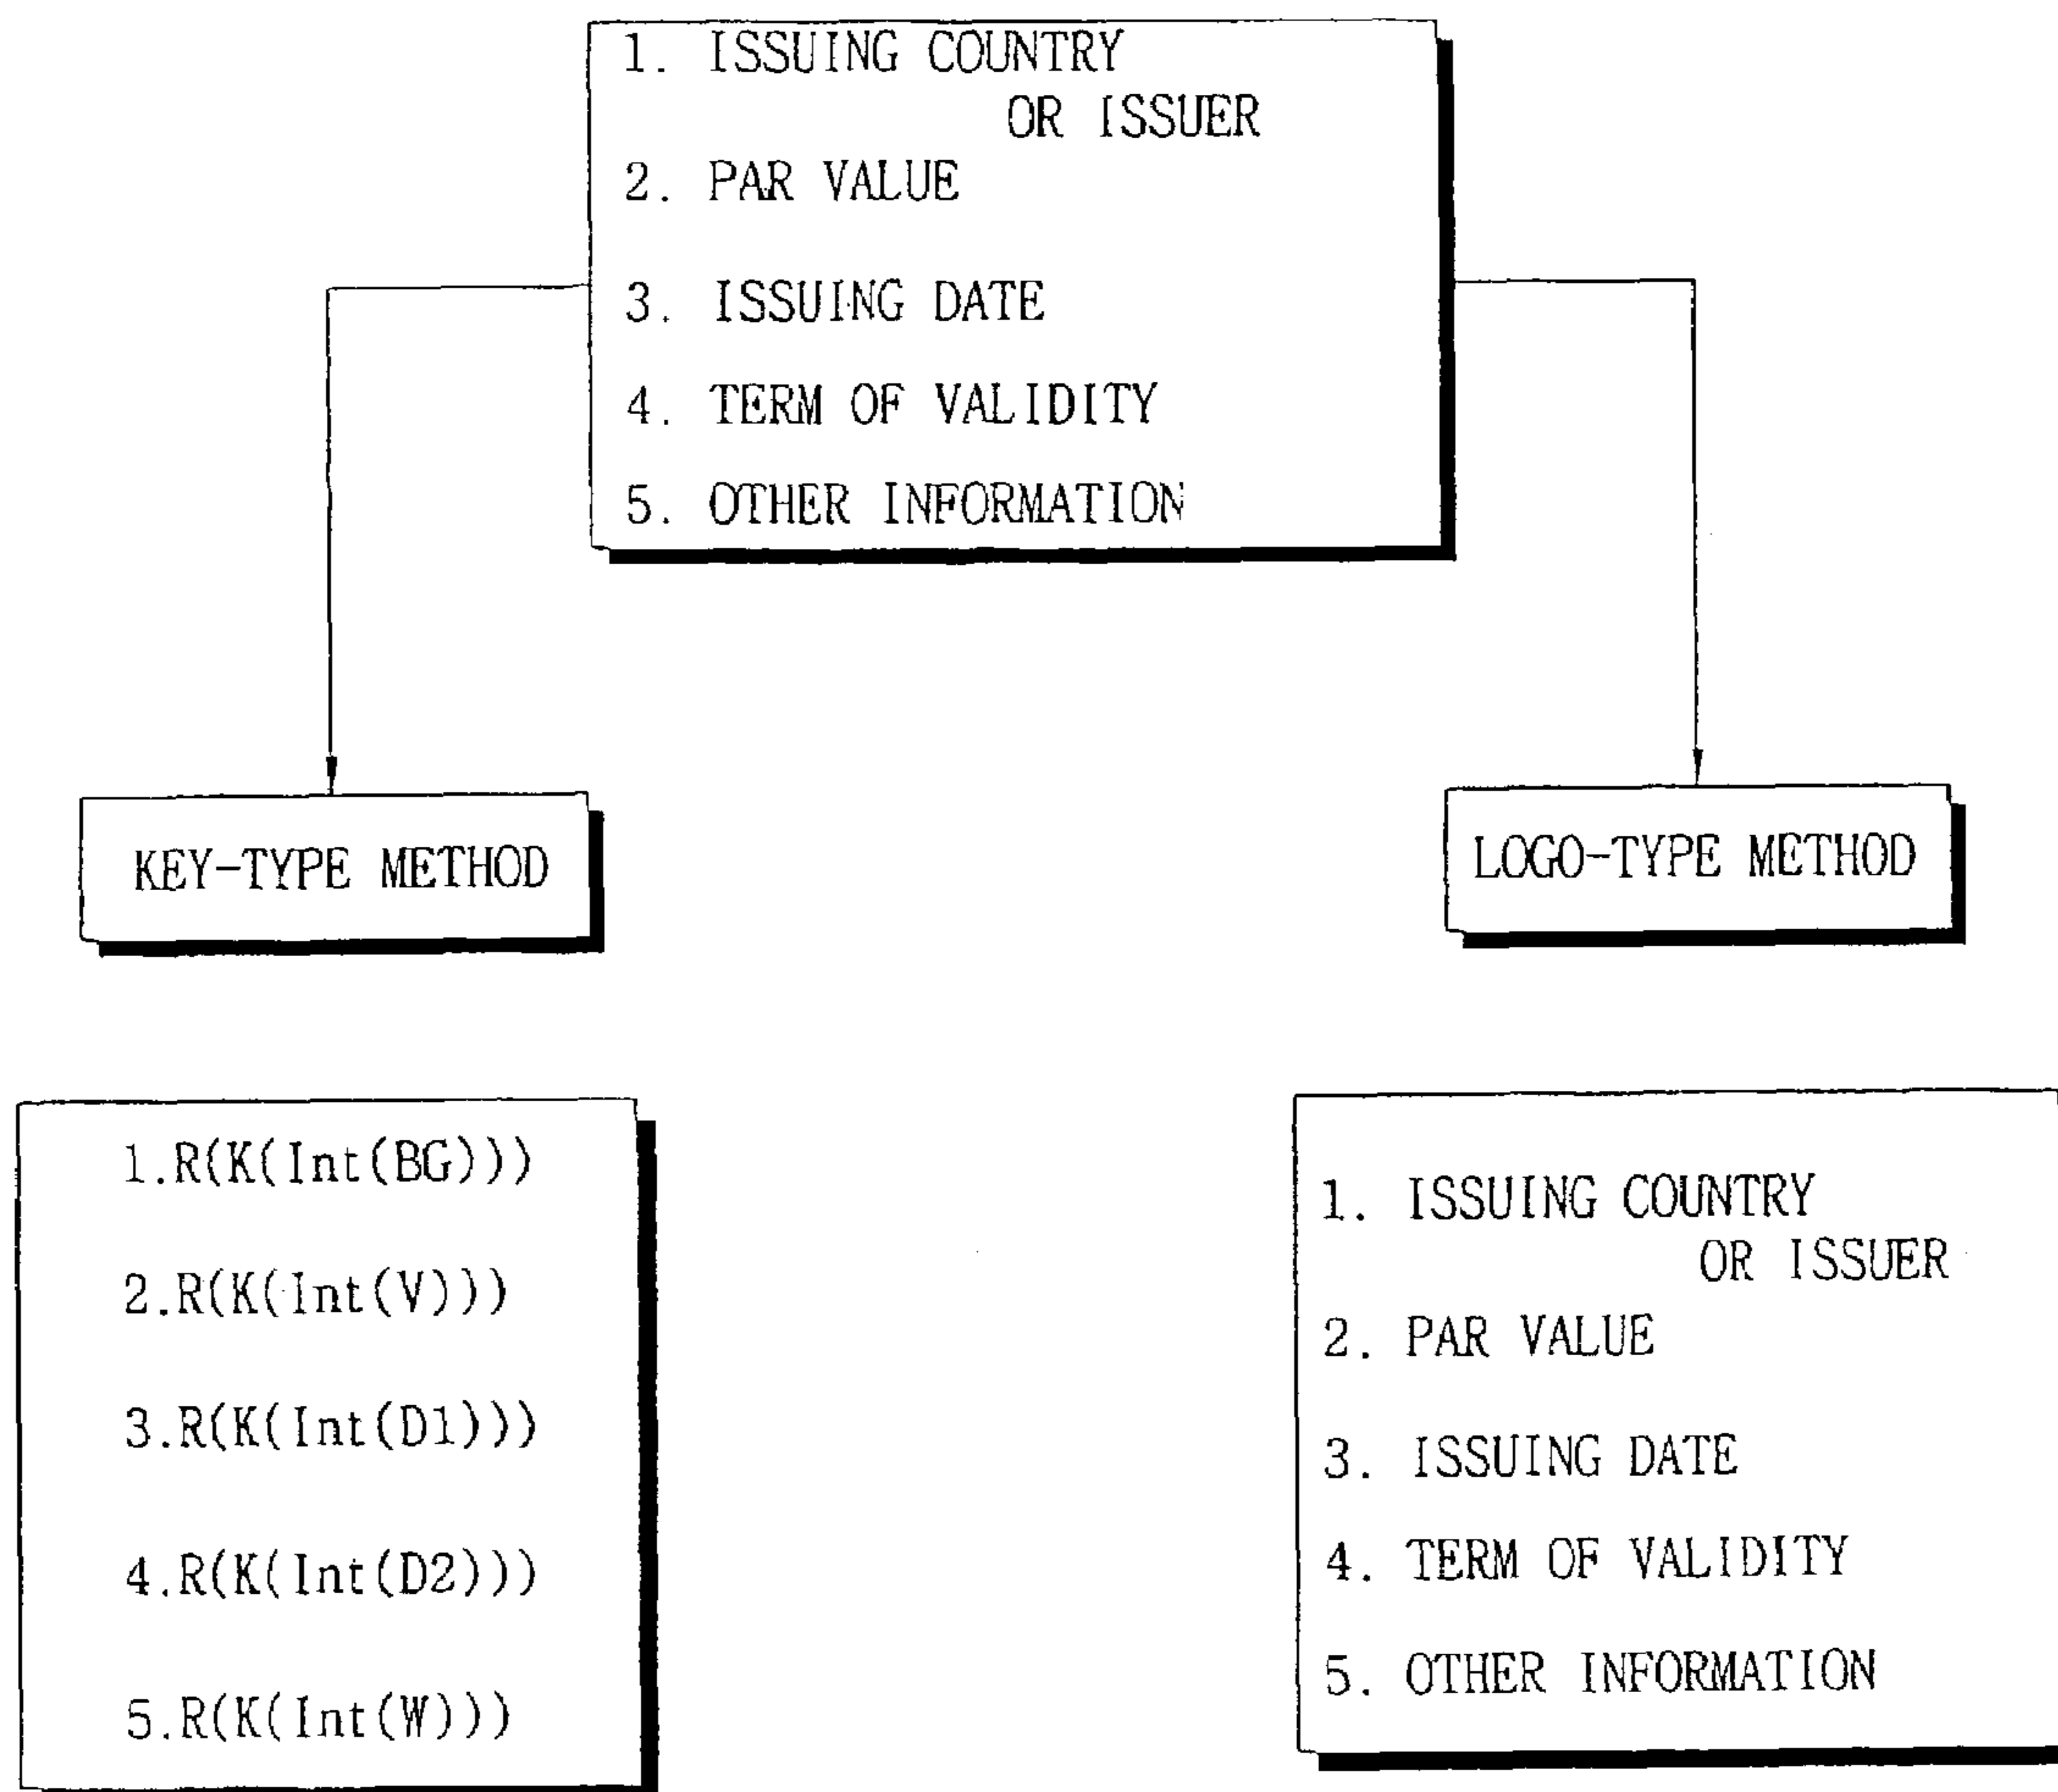 1. ISSUING COUNTRY
OR ISSUER
2. PAR VALUE
3. ISSUING DATE
4. TERM OF VALIDITY
5. OTHER INFORMATION
KEY-TYPE METHOD
LOGO-TYPE METHOD
1.R(K(Int(BG)))
2.R(K(Int(V)))
3.R(K(Int(D1)))
4.R(K(Int(D2)))
5.R(K(Int(W)))
1. ISSUING COUNTRY
OR ISSUER
2. PAR VALUE
3. ISSUING DATE
4. TERM OF VALIDITY
5. OTHER INFORMATION